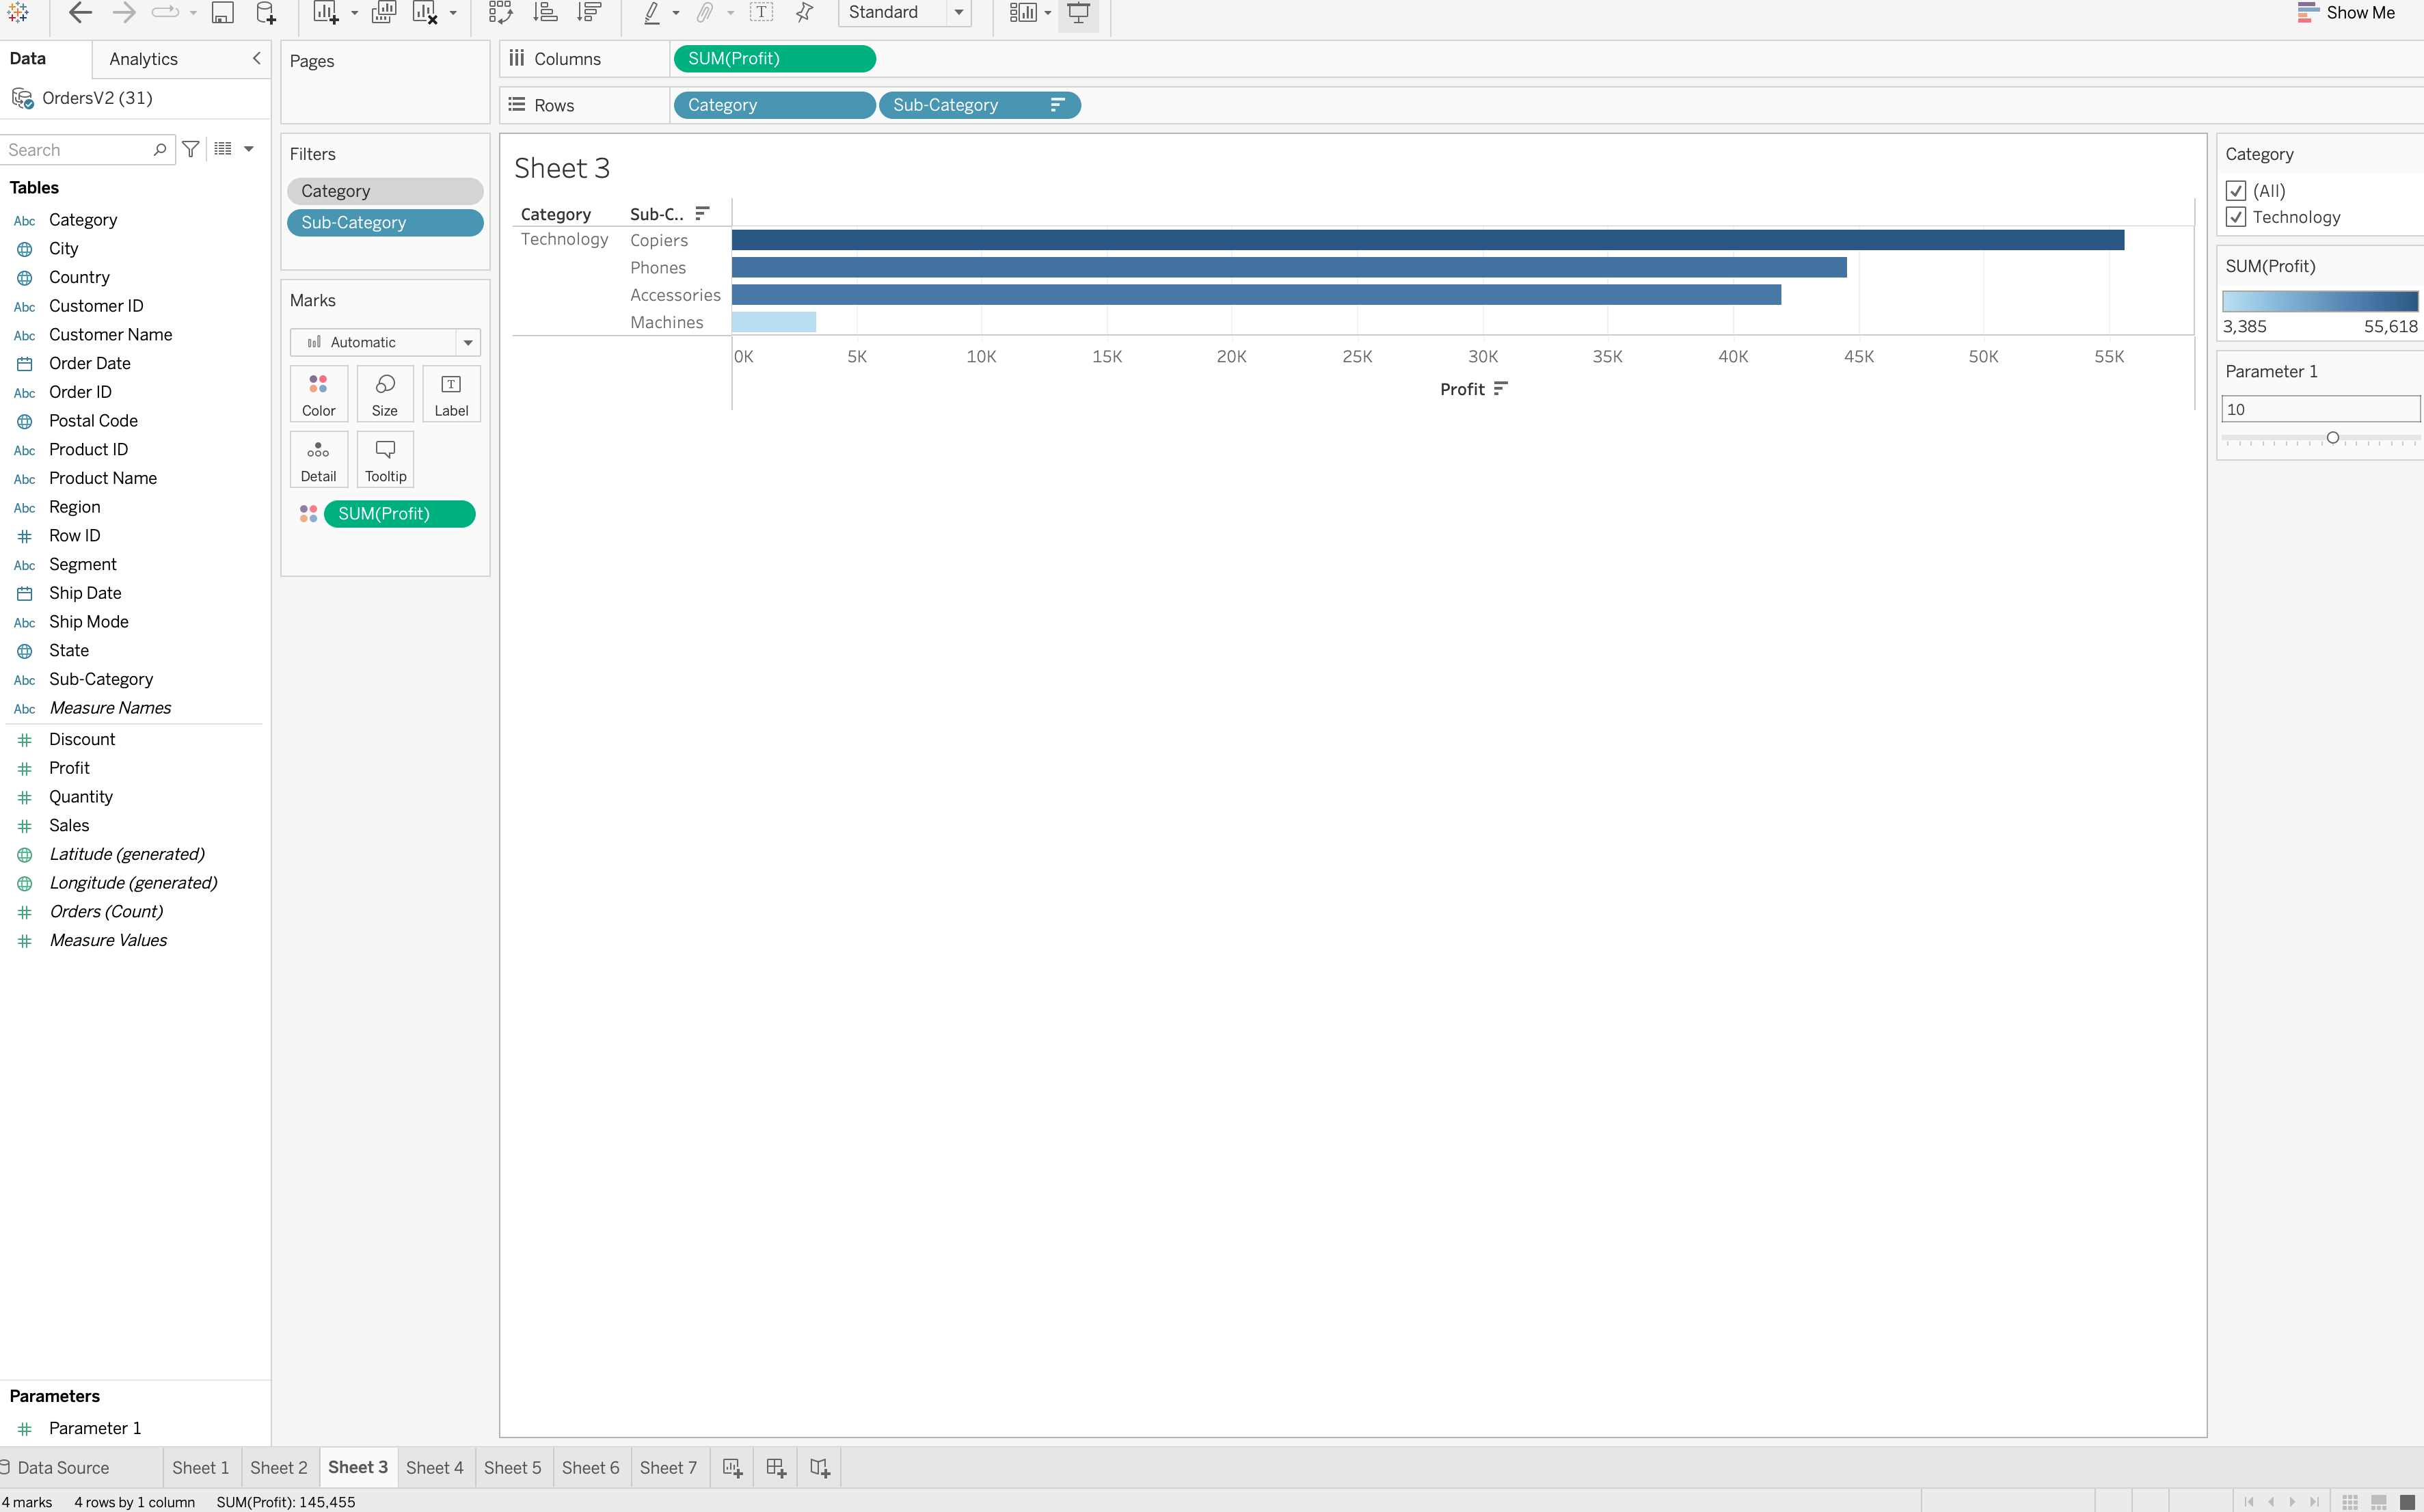 Standard
Show Me
Data
Analytics
OrdersV2 (31)
Search
Tables
Abc Category
City
Country
Abc Customer ID
Abc Customer Name
Order Date
Abc Order ID
Postal Code
Abc Product ID
Abc Product Name
Abc Region
Row ID
Abc Segment
Ship Date
Abc Ship Mode
State
Abc Sub-Category
Abc Measure Names
Discount
Profit
Quantity
Sales
Latitude (generated)
Longitude (generated)
Orders (Count)
Measure Values
Parameters
Parameter 1
Pages
Filters
Category
Sub-Category
Marks
Automatic
Color Size Label
Detail Tooltip
SUM(Profit)
Columns SUM(Profit)
Rows Category Sub-Category
Sheet 3
Category Sub-C..
Technology Copiers
Phones
Accessories
Machines
0K 5K 10K 15K 20K 25K 30K 35K 40K 45K 50K 55K
Profit
Category
(All)
Technology
SUM(Profit)
3,385 55,618
Parameter 1
10
Data Source Sheet 1 Sheet 2 Sheet 3 Sheet 4 Sheet 5 Sheet 6 Sheet 7
4 marks 4 rows by 1 column SUM(Profit): 145,455